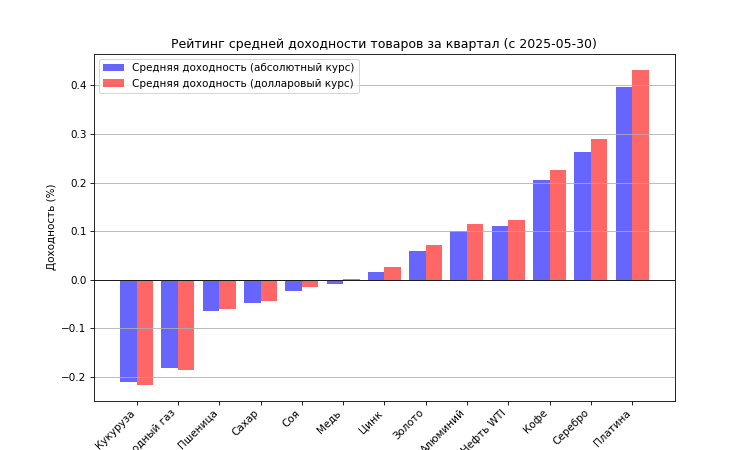 Рейтинг средней доходности товаров за квартал (с 2025-05-30)
Средняя доходность (абсолютный курс)
Средняя доходность (долларовый курс)
Доходность (%)
0.4
0.3
0.2
0.1
0.0
−0.1
−0.2
Кукуруза
одный газ
Пшеница
Сахар
Соя
Медь
Цинк
Золото
Алюминий
Нефть WTI
Кофе
Серебро
Платина